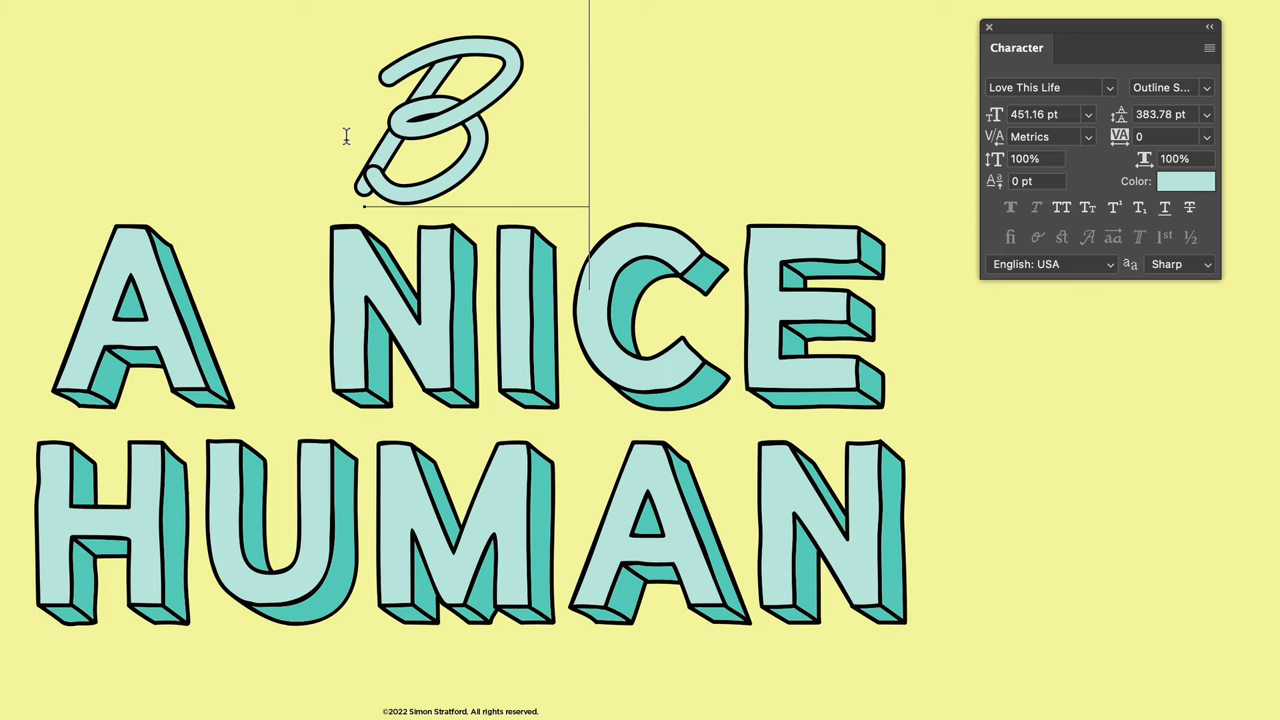 B
A NICE
HUMAN
©2022 Simon Stratford. All rights reserved.
Character
Love This Life
Outline S...
451.16 pt
383.78 pt
Metrics
0
100%
100%
0 pt
Color:
English: USA
Sharp